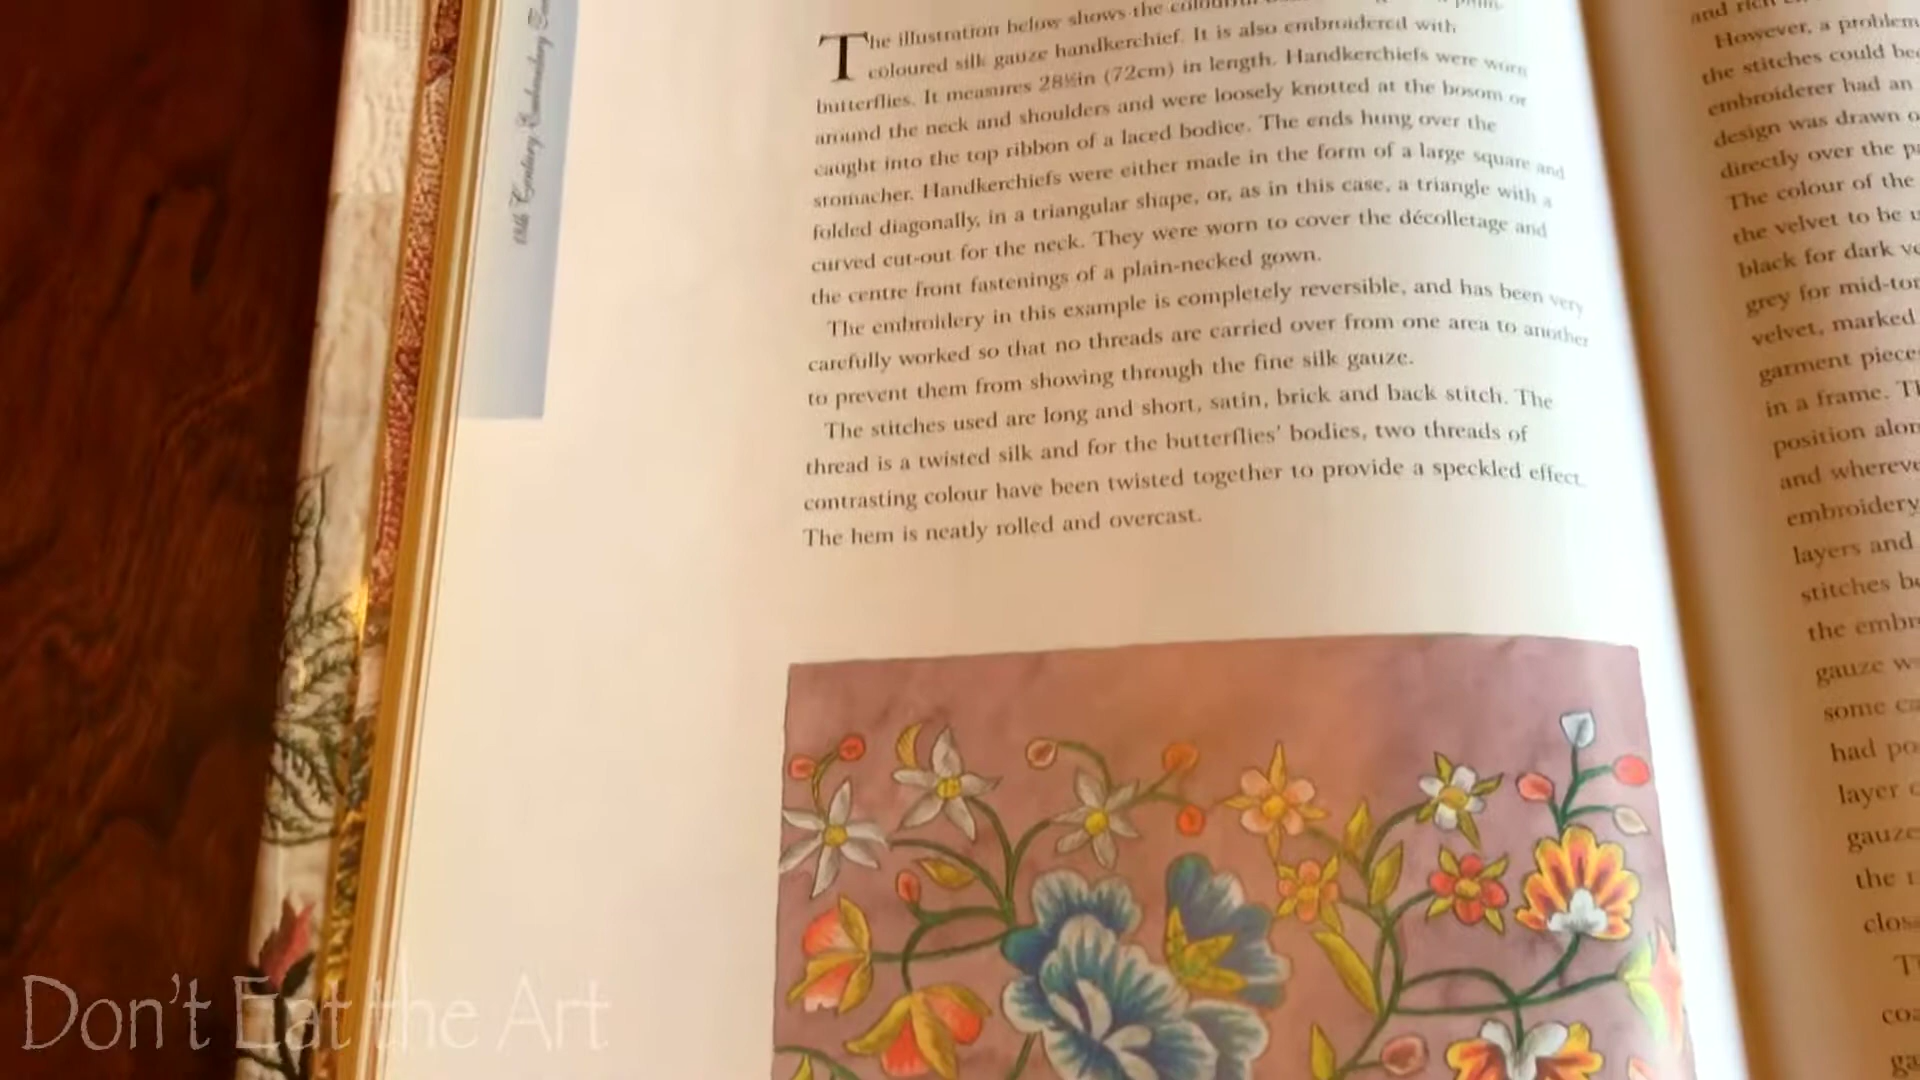 18th Century Embroidery
The illustration below shows the
coloured silk gauze handkerchief. It is also embroidered with
butterflies. It measures 28½in (72cm) in length. Handkerchiefs were worn
around the neck and shoulders and were loosely knotted at the bosom or
caught into the top ribbon of a laced bodice. The ends hung over the
stomacher. Handkerchiefs were either made in the form of a large square and
folded diagonally, in a triangular shape, or, as in this case, a triangle with a
curved cut-out for the neck. They were worn to cover the décolletage and
the centre front fastenings of a plain-necked gown.
The embroidery in this example is completely reversible, and has been very
carefully worked so that no threads are carried over from one area to another
to prevent them from showing through the fine silk gauze.
The stitches used are long and short, satin, brick and back stitch. The
thread is a twisted silk and for the butterflies' bodies, two threads of
contrasting colour have been twisted together to provide a speckled effect.
The hem is neatly rolled and overcast.
and rich
However, a problem
the stitches could
embroiderer had an
design was drawn
directly over the
The colour of the
the velvet to be
black for dark
grey for
velvet, marked
garment
in a frame.
position
and
embroidery
layers and
stitches
the
gauze
some
had
layer
gauze
the
Don't Eat the Art